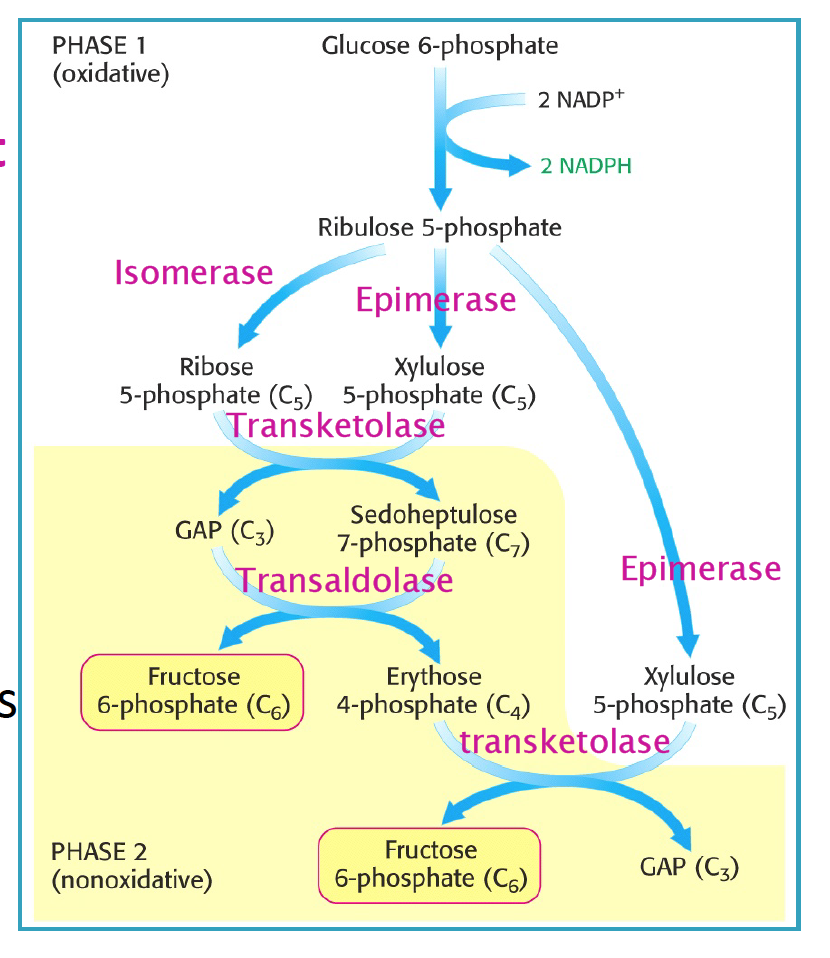 PHASE 1
(oxidative)
Glucose 6-phosphate
2 NADP⁺
t
2 NADPH
Ribulose 5-phosphate
Isomerase
Epimerase
Ribose
5-phosphate (C₅)
Xylulose
5-phosphate (C₅)
Transketolase
GAP (C₃)
Sedoheptulose
7-phosphate (C₇)
Transaldolase
Epimerase
Fructose
6-phosphate (C₆)
Erythose
4-phosphate (C₄)
Xylulose
5-phosphate (C₅)
s
transketolase
PHASE 2
(nonoxidative)
Fructose
6-phosphate (C₆)
GAP (C₃)